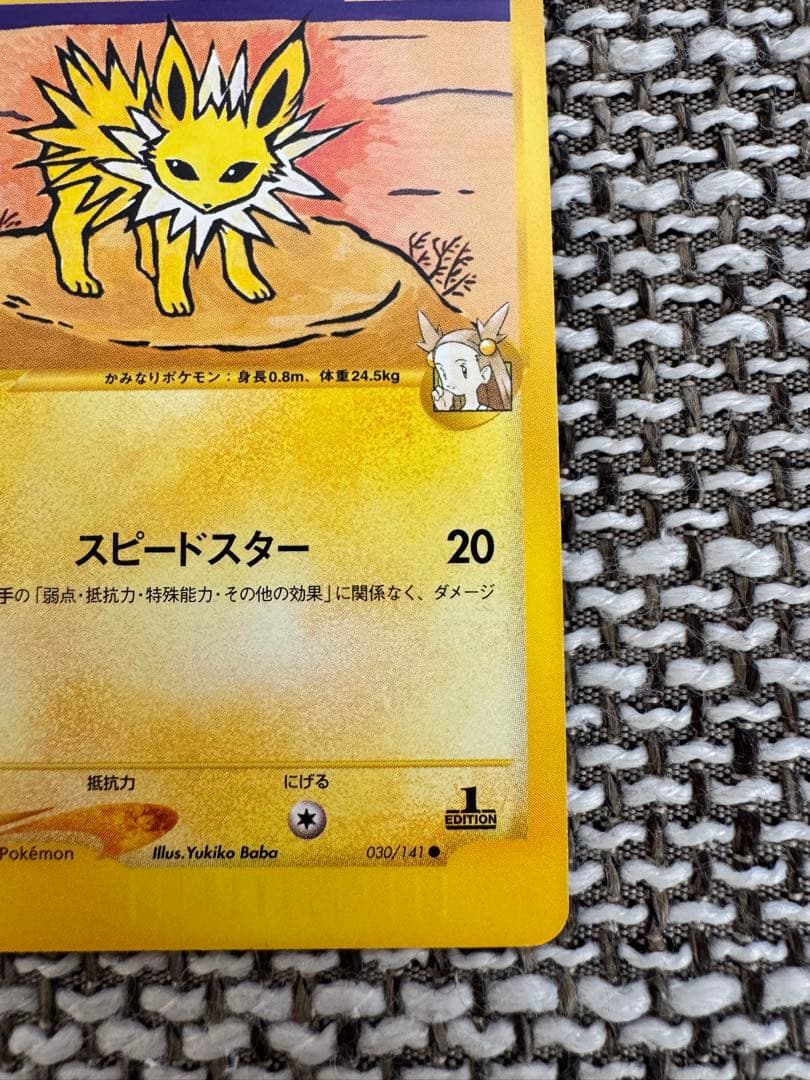 かみなりポケモン：身長0.8m、体重24.5kg
スピードスター 20
手の「弱点・抵抗力・特殊能力・その他の効果」に関係なく、ダメージ
抵抗力 にげる
1
EDITION
Pokémon Illus.Yukiko Baba 030/141●